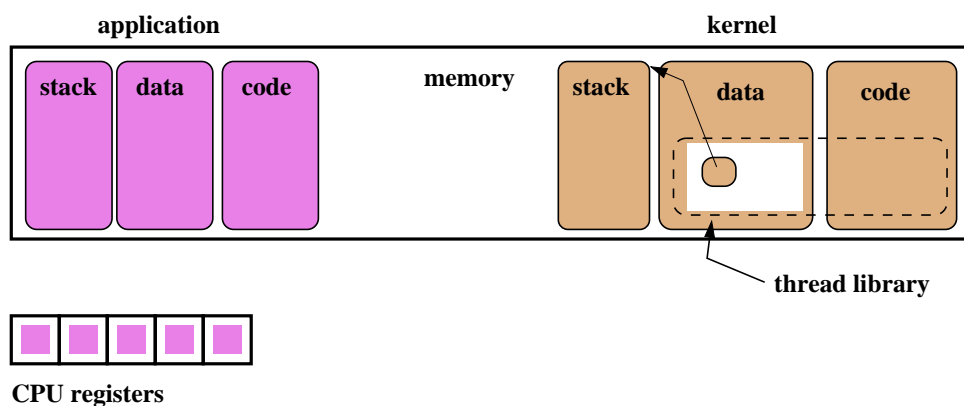 application
kernel
stack
data
code
memory
stack
data
code
thread library
CPU registers